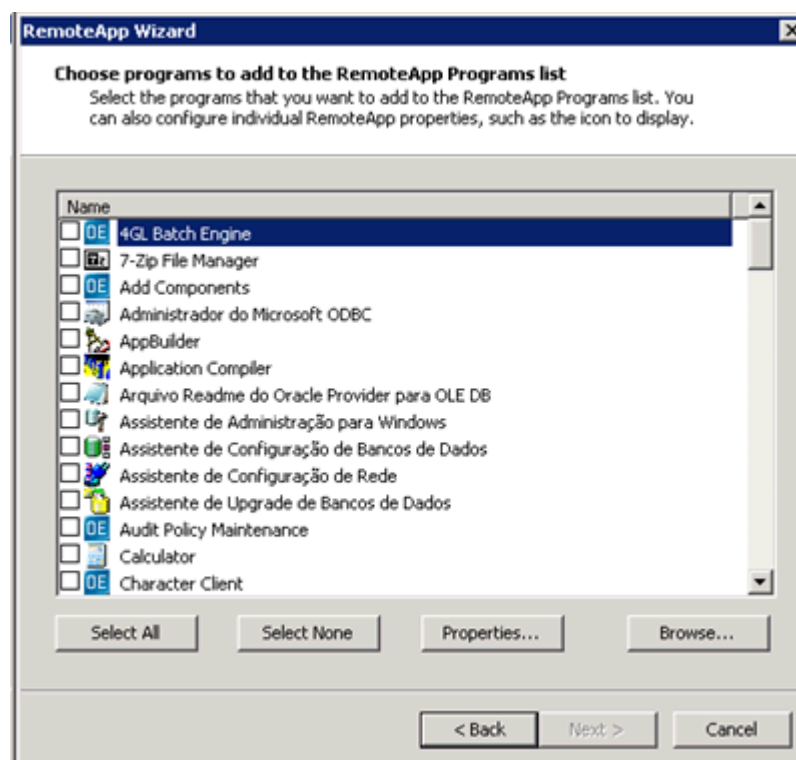 RemoteApp Wizard
Choose programs to add to the RemoteApp Programs list
Select the programs that you want to add to the RemoteApp Programs list. You
can also configure individual RemoteApp properties, such as the icon to display.
Name
OE 4GL Batch Engine
7-Zip File Manager
OE Add Components
Administrador do Microsoft ODBC
AppBuilder
Application Compiler
Arquivo Readme do Oracle Provider para OLE DB
Assistente de Administração para Windows
Assistente de Configuração de Bancos de Dados
Assistente de Configuração de Rede
Assistente de Upgrade de Bancos de Dados
OE Audit Policy Maintenance
Calculator
OE Character Client
Select All Select None Properties... Browse...
< Back Next > Cancel